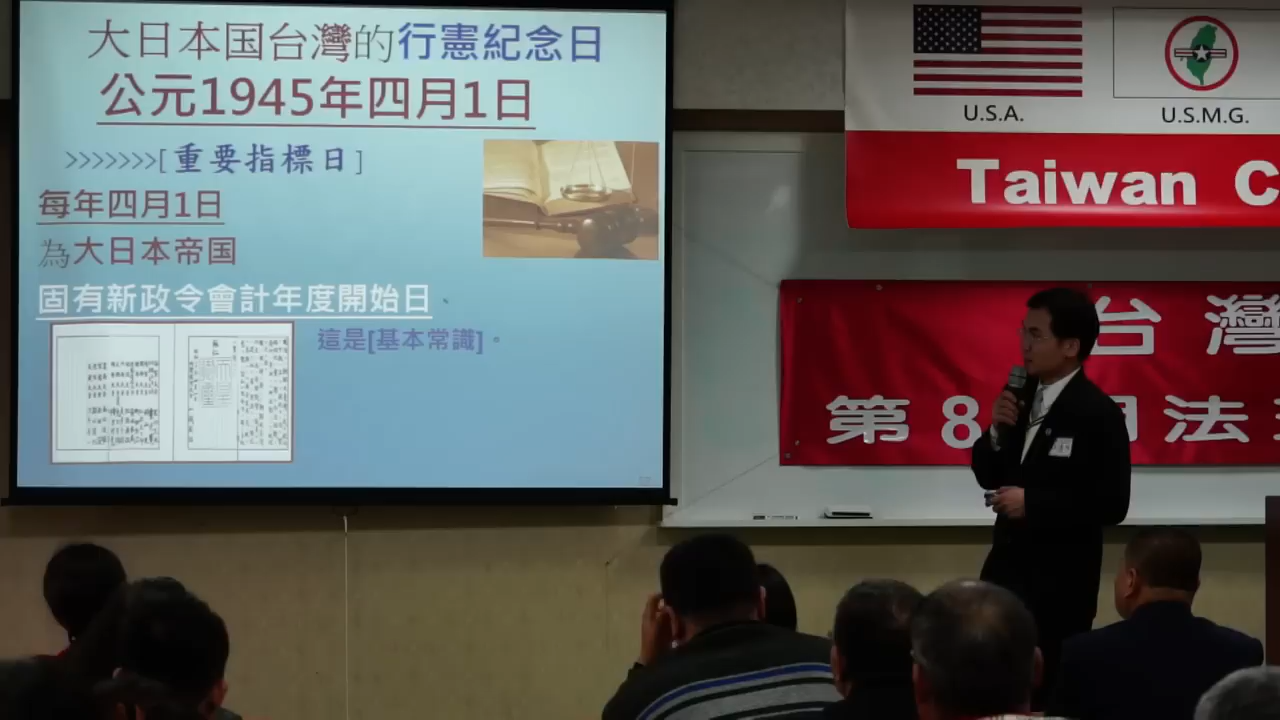 大日本国台灣的行憲紀念日
公元1945年四月1日
>>>>>>>[重要指標日]
每年四月1日
為大日本帝国
固有新政令會計年度開始日、
這是[基本常識]。
U.S.A.
U.S.M.G.
Taiwan C
台灣
第8
法